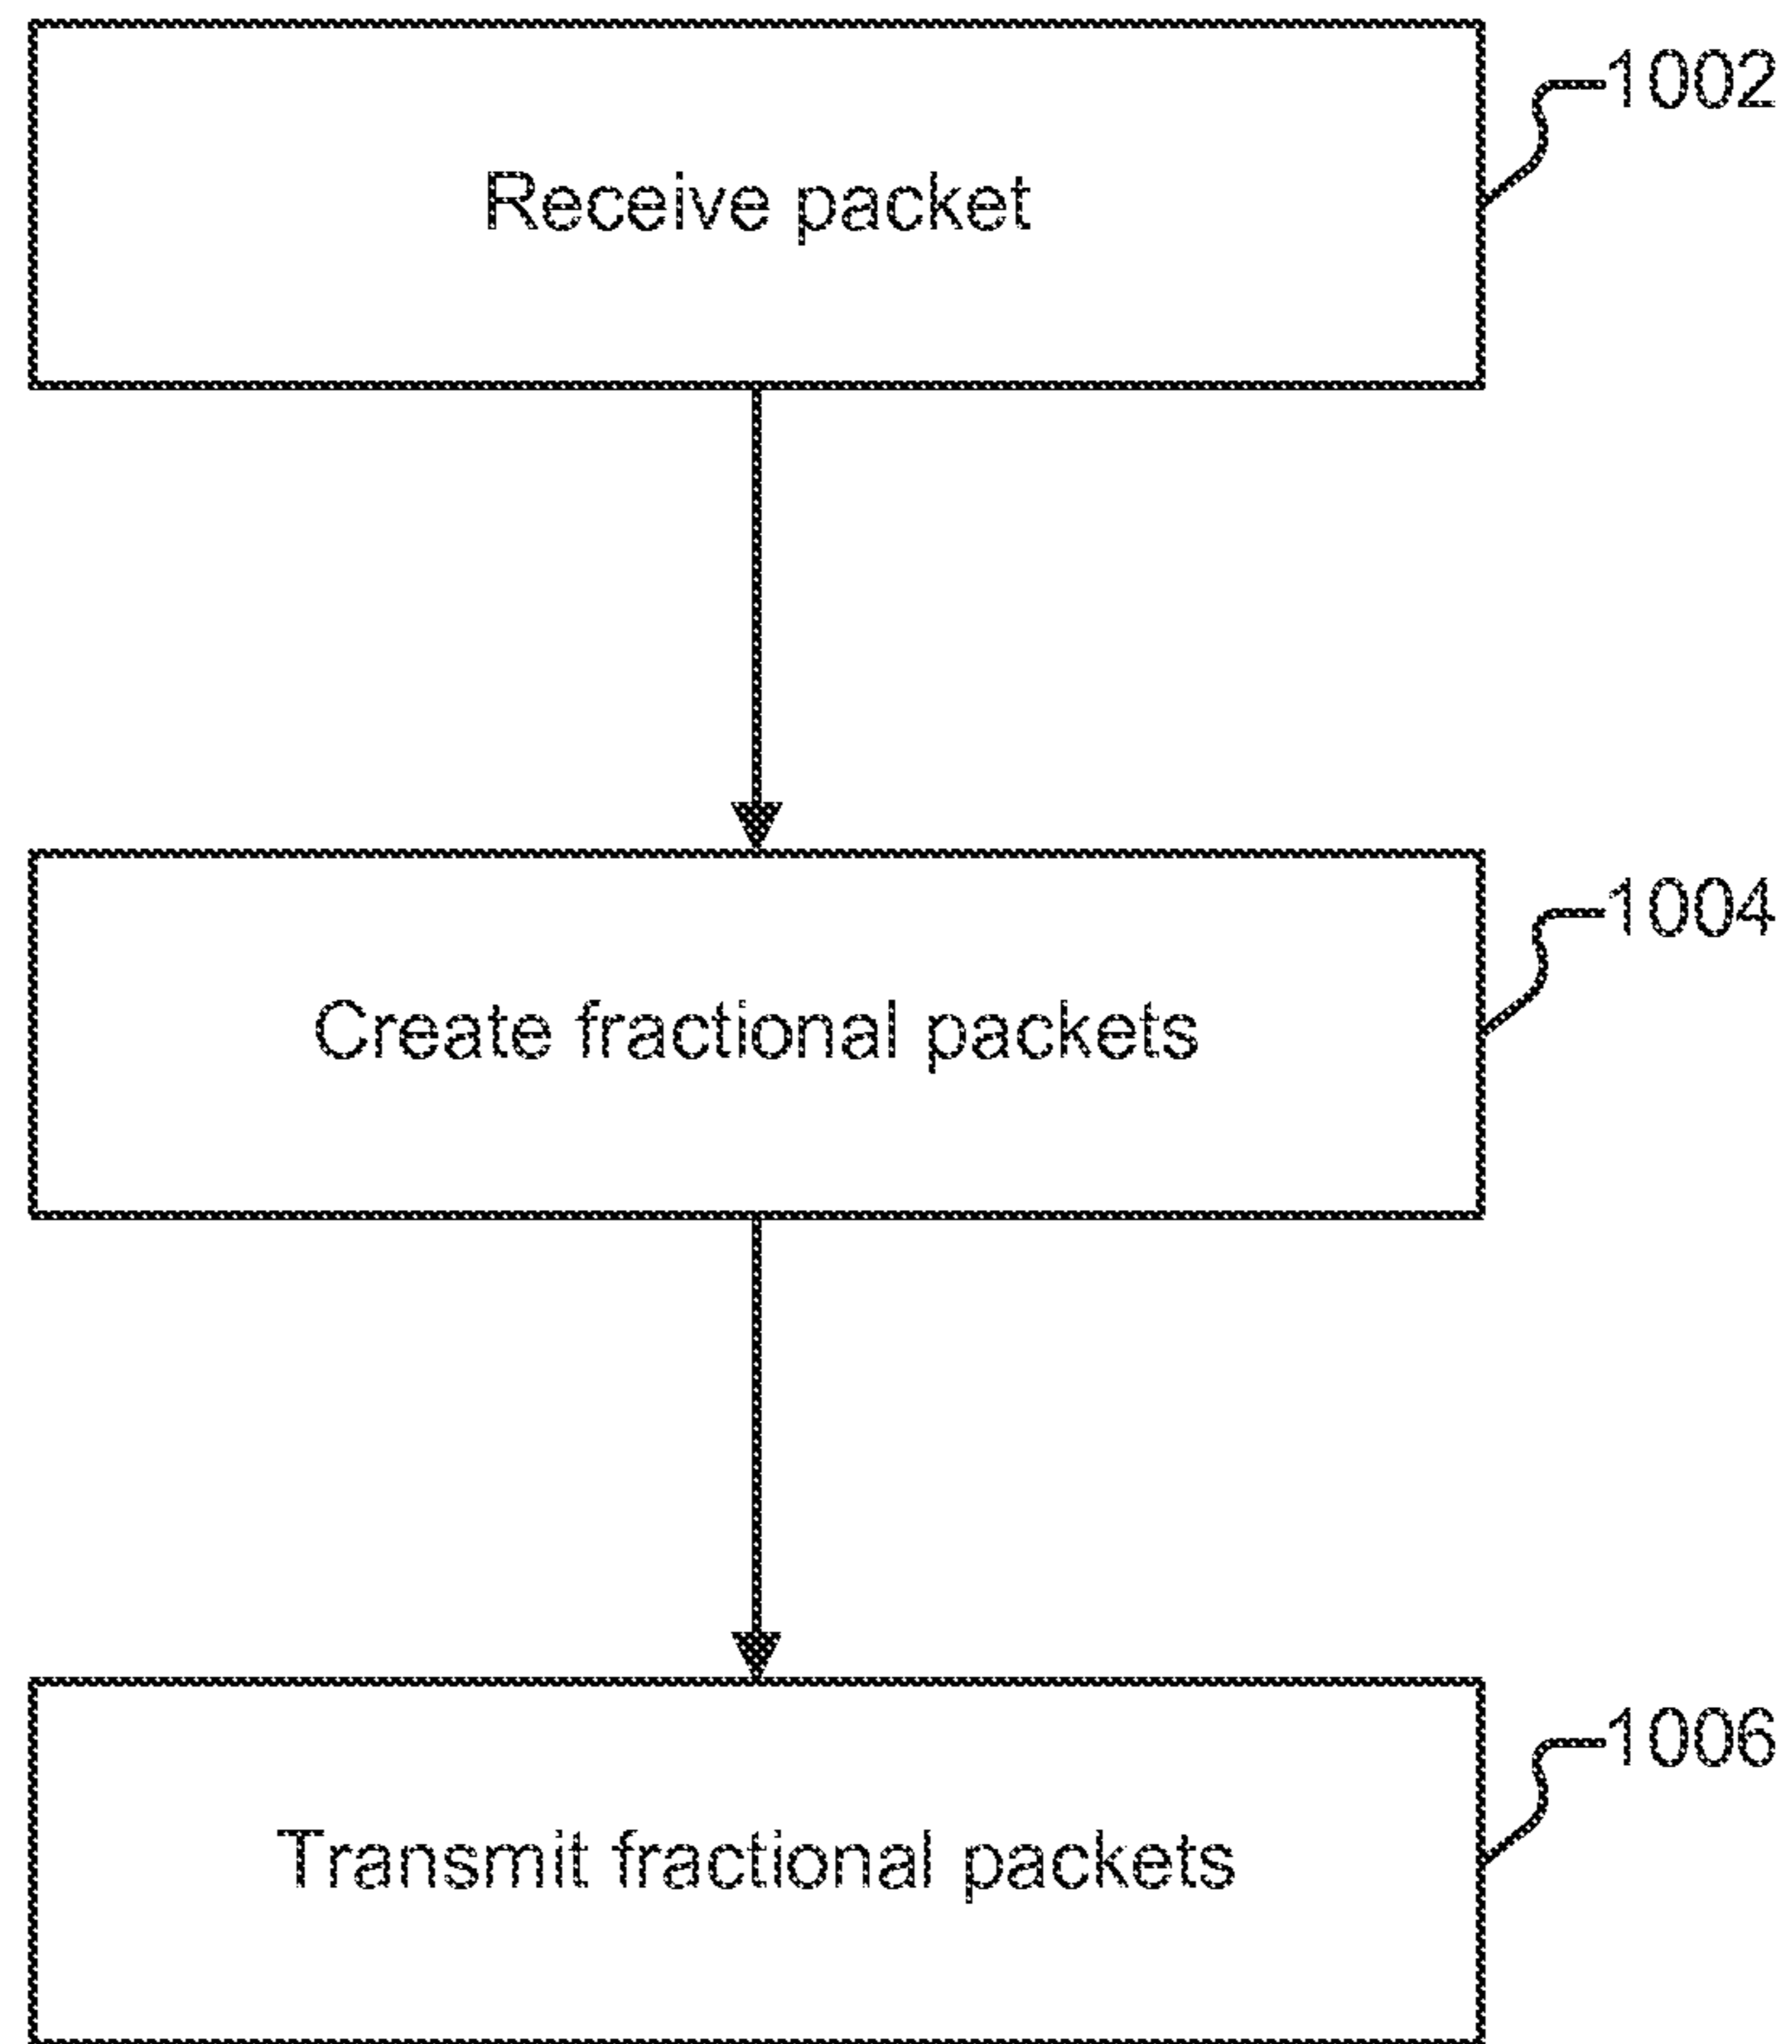 Receive packet
1002
Create fractional packets
1004
Transmit fractional packets
1006